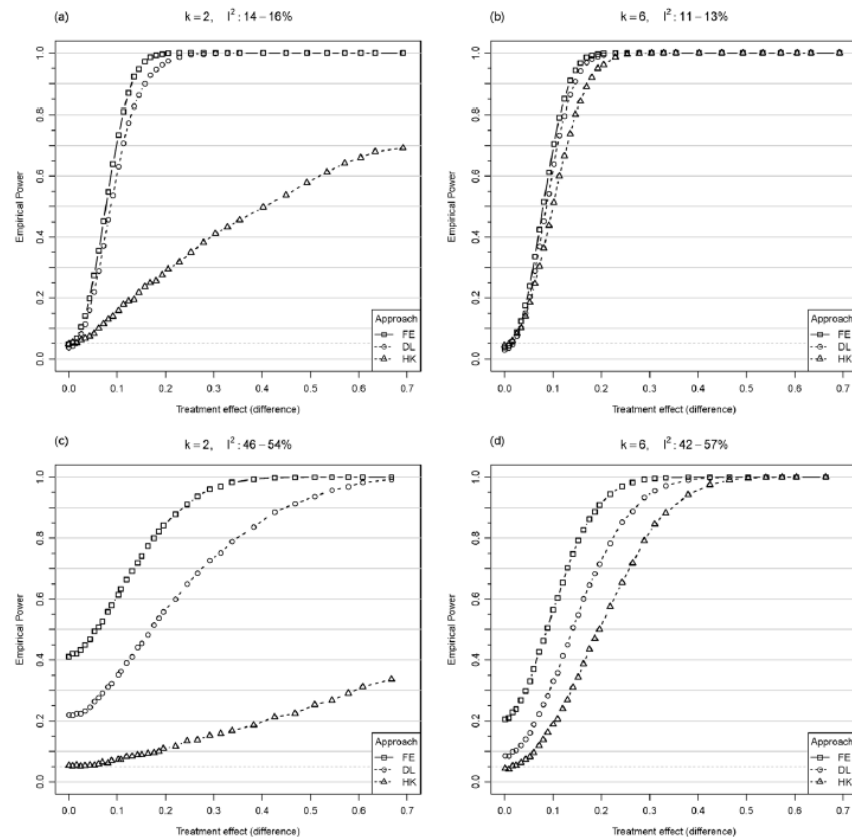 (a)
k = 2, I²: 14 – 16%
Empirical Power
1.0
0.8
0.6
0.4
0.2
0.0
Approach
FE
DL
HK
0.0 0.1 0.2 0.3 0.4 0.5 0.6 0.7
Treatment effect (difference)
(b)
k = 6, I²: 11 – 13%
Empirical Power
1.0
0.8
0.6
0.4
0.2
0.0
Approach
FE
DL
HK
0.0 0.1 0.2 0.3 0.4 0.5 0.6 0.7
Treatment effect (difference)
(c)
k = 2, I²: 46 – 54%
Empirical Power
1.0
0.8
0.6
0.4
0.2
0.0
Approach
FE
DL
HK
0.0 0.1 0.2 0.3 0.4 0.5 0.6 0.7
Treatment effect (difference)
(d)
k = 6, I²: 42 – 57%
Empirical Power
1.0
0.8
0.6
0.4
0.2
0.0
Approach
FE
DL
HK
0.0 0.1 0.2 0.3 0.4 0.5 0.6 0.7
Treatment effect (difference)